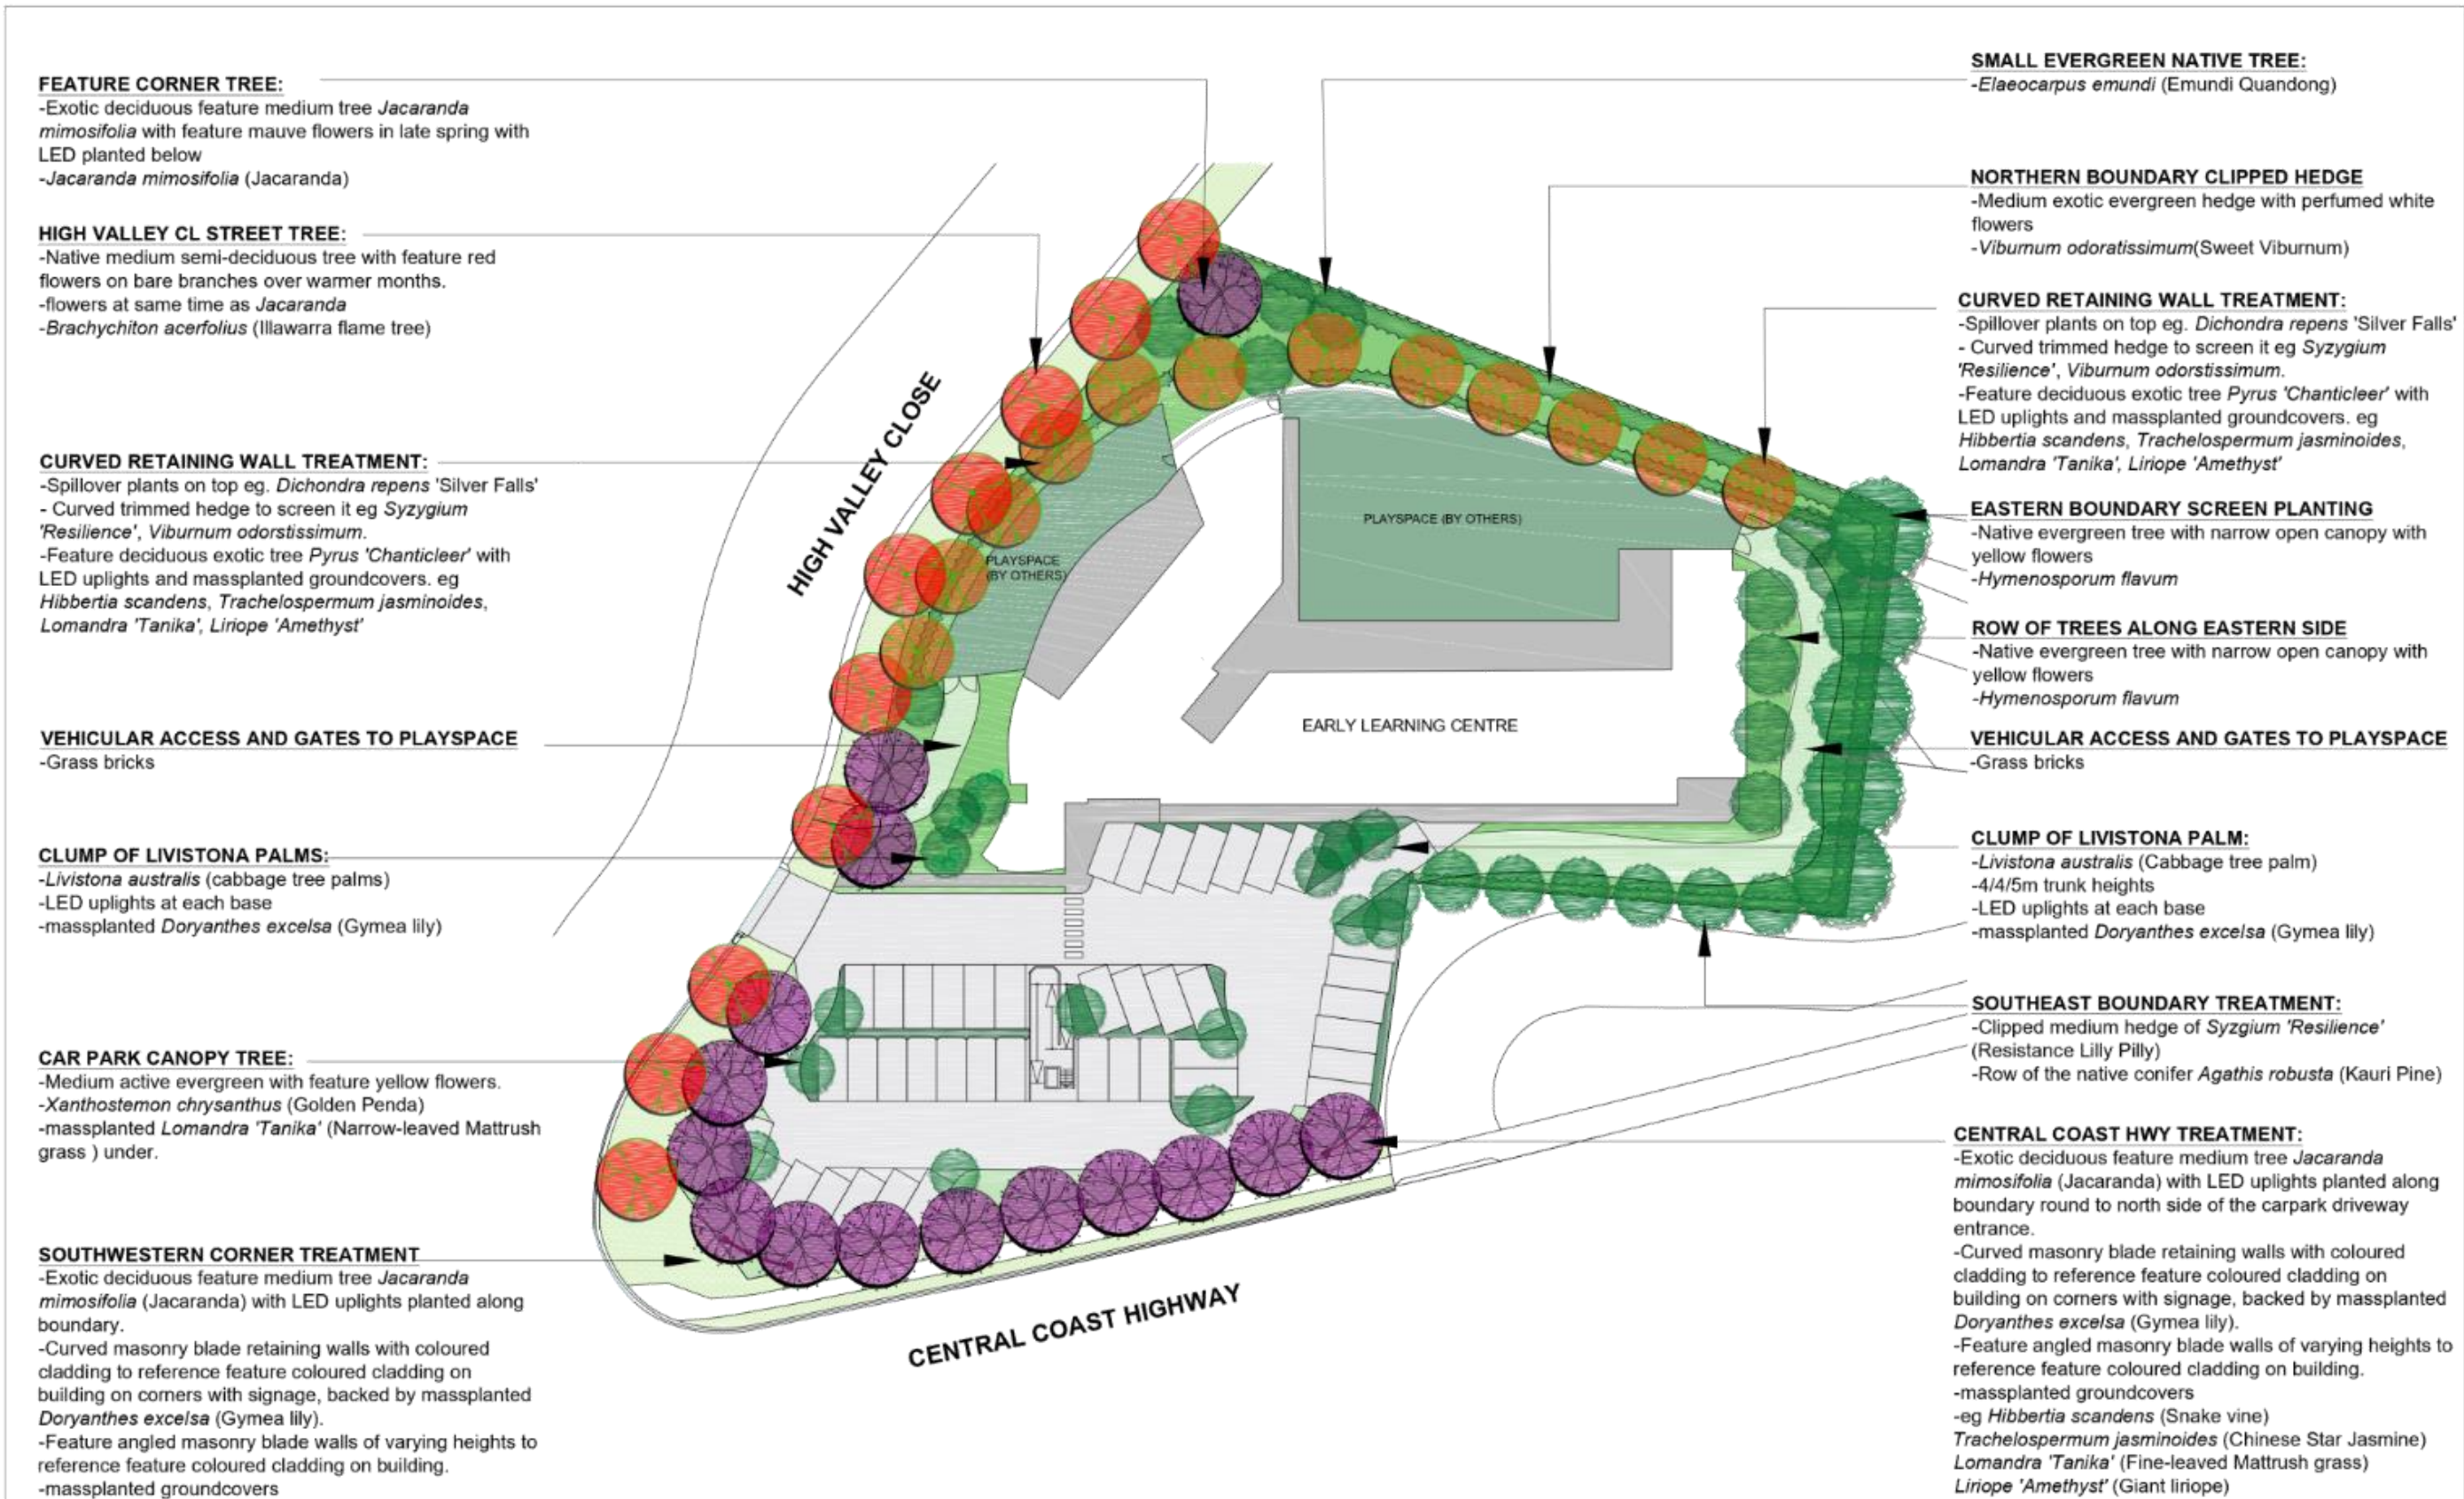 FEATURE CORNER TREE:
-Exotic deciduous feature medium tree Jacaranda
mimosifolia with feature mauve flowers in late spring with
LED planted below
-Jacaranda mimosifolia (Jacaranda)
HIGH VALLEY CL STREET TREE:
-Native medium semi-deciduous tree with feature red
flowers on bare branches over warmer months.
-flowers at same time as Jacaranda
-Brachychiton acerfolius (Illawarra flame tree)
CURVED RETAINING WALL TREATMENT:
-Spillover plants on top eg. Dichondra repens 'Silver Falls'
- Curved trimmed hedge to screen it eg Syzygium
'Resilience', Viburnum odorstissimum.
-Feature deciduous exotic tree Pyrus 'Chanticleer' with
LED uplights and massplanted groundcovers. eg
Hibbertia scandens, Trachelospermum jasminoides,
Lomandra 'Tanika', Liriope 'Amethyst'
VEHICULAR ACCESS AND GATES TO PLAYSPACE
-Grass bricks
CLUMP OF LIVISTONA PALMS:
-Livistona australis (cabbage tree palms)
-LED uplights at each base
-massplanted Doryanthes excelsa (Gymea lily)
CAR PARK CANOPY TREE:
-Medium active evergreen with feature yellow flowers.
-Xanthostemon chrysanthus (Golden Penda)
-massplanted Lomandra 'Tanika' (Narrow-leaved Mattrush
grass ) under.
SOUTHWESTERN CORNER TREATMENT
-Exotic deciduous feature medium tree Jacaranda
mimosifolia (Jacaranda) with LED uplights planted along
boundary.
-Curved masonry blade retaining walls with coloured
cladding to reference feature coloured cladding on
building on corners with signage, backed by massplanted
Doryanthes excelsa (Gymea lily).
-Feature angled masonry blade walls of varying heights to
reference feature coloured cladding on building.
-massplanted groundcovers
HIGH VALLEY CLOSE
PLAYSPACE
(BY OTHERS)
PLAYSPACE (BY OTHERS)
EARLY LEARNING CENTRE
CENTRAL COAST HIGHWAY
SMALL EVERGREEN NATIVE TREE:
-Elaeocarpus emundi (Emundi Quandong)
NORTHERN BOUNDARY CLIPPED HEDGE
-Medium exotic evergreen hedge with perfumed white
flowers
-Viburnum odoratissimum(Sweet Viburnum)
CURVED RETAINING WALL TREATMENT:
-Spillover plants on top eg. Dichondra repens 'Silver Falls'
- Curved trimmed hedge to screen it eg Syzygium
'Resilience', Viburnum odorstissimum.
-Feature deciduous exotic tree Pyrus 'Chanticleer' with
LED uplights and massplanted groundcovers. eg
Hibbertia scandens, Trachelospermum jasminoides,
Lomandra 'Tanika', Liriope 'Amethyst'
EASTERN BOUNDARY SCREEN PLANTING
-Native evergreen tree with narrow open canopy with
yellow flowers
-Hymenosporum flavum
ROW OF TREES ALONG EASTERN SIDE
-Native evergreen tree with narrow open canopy with
yellow flowers
-Hymenosporum flavum
VEHICULAR ACCESS AND GATES TO PLAYSPACE
-Grass bricks
CLUMP OF LIVISTONA PALM:
-Livistona australis (Cabbage tree palm)
-4/4/5m trunk heights
-LED uplights at each base
-massplanted Doryanthes excelsa (Gymea lily)
SOUTHEAST BOUNDARY TREATMENT:
-Clipped medium hedge of Syzgium 'Resilience'
(Resistance Lilly Pilly)
-Row of the native conifer Agathis robusta (Kauri Pine)
CENTRAL COAST HWY TREATMENT:
-Exotic deciduous feature medium tree Jacaranda
mimosifolia (Jacaranda) with LED uplights planted along
boundary round to north side of the carpark driveway
entrance.
-Curved masonry blade retaining walls with coloured
cladding to reference feature coloured cladding on
building on corners with signage, backed by massplanted
Doryanthes excelsa (Gymea lily).
-Feature angled masonry blade walls of varying heights to
reference feature coloured cladding on building.
-massplanted groundcovers
-eg Hibbertia scandens (Snake vine)
Trachelospermum jasminoides (Chinese Star Jasmine)
Lomandra 'Tanika' (Fine-leaved Mattrush grass)
Liriope 'Amethyst' (Giant liriope)